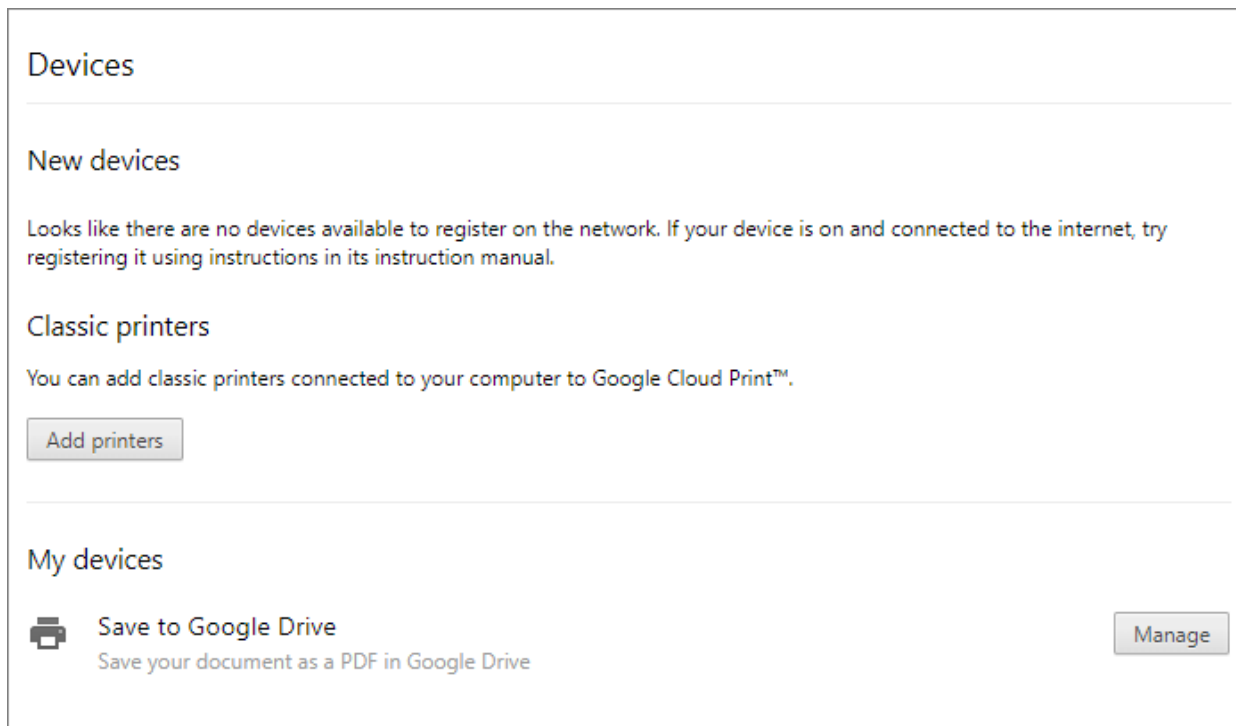 Devices
New devices
Looks like there are no devices available to register on the network. If your device is on and connected to the internet, try
registering it using instructions in its instruction manual.
Classic printers
You can add classic printers connected to your computer to Google Cloud Print™.
Add printers
My devices
Save to Google Drive
Manage
Save your document as a PDF in Google Drive